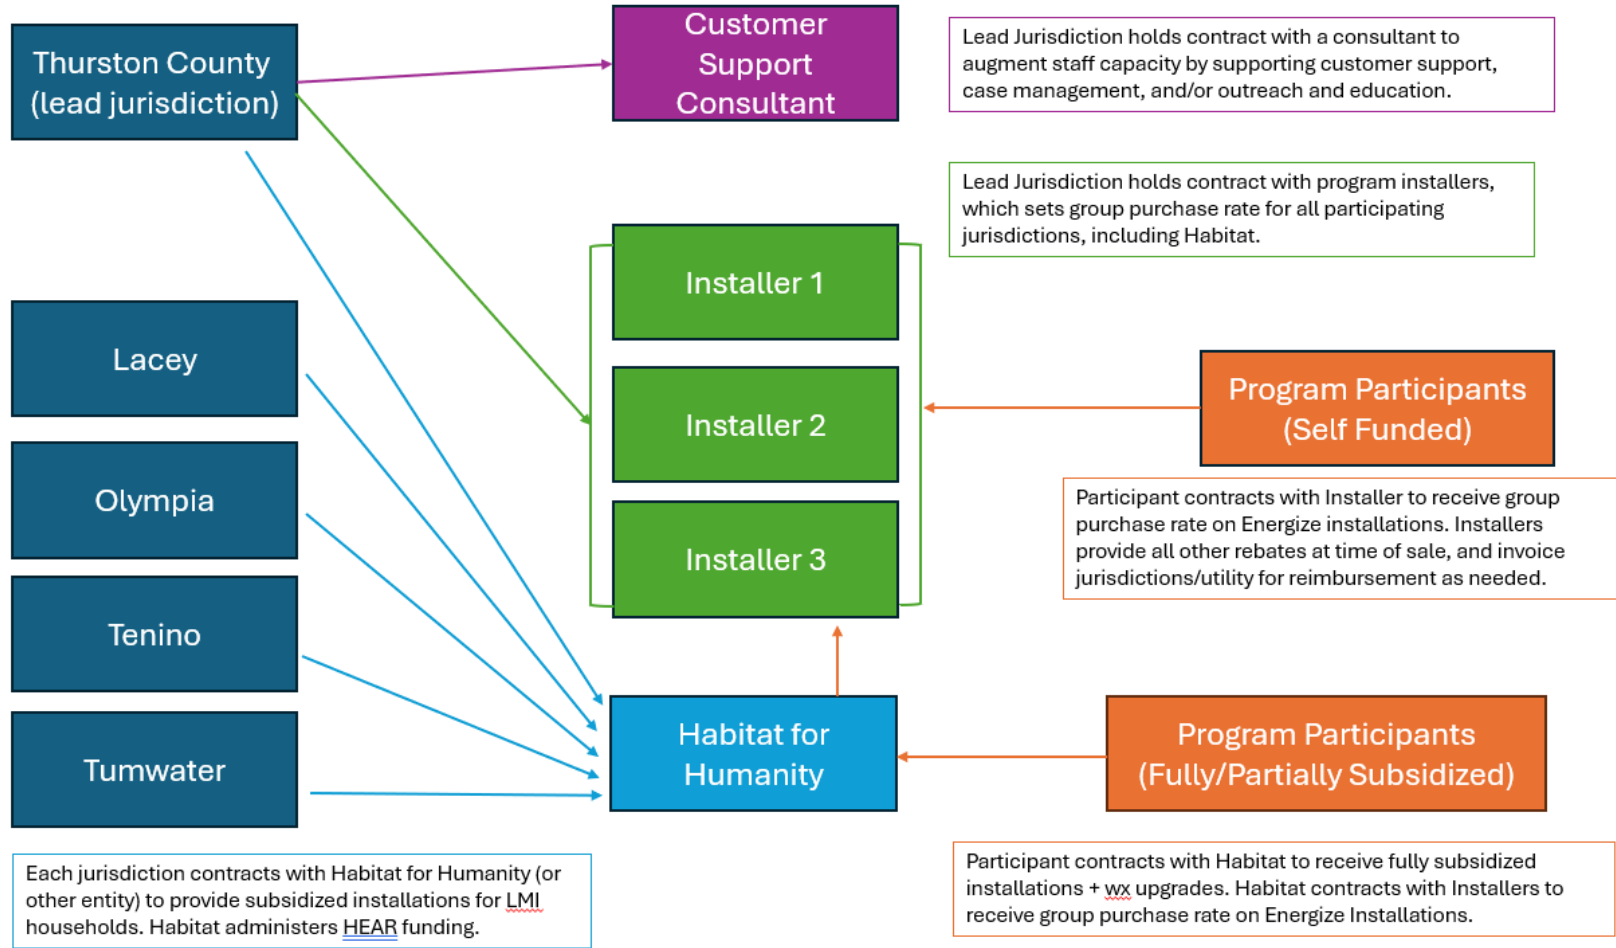 Thurston County
(lead jurisdiction)
Customer
Support
Consultant
Lead Jurisdiction holds contract with a consultant to
augment staff capacity by supporting customer support,
case management, and/or outreach and education.
Lead Jurisdiction holds contract with program installers,
which sets group purchase rate for all participating
jurisdictions, including Habitat.
Installer 1
Lacey
Installer 2
Program Participants
(Self Funded)
Olympia
Participant contracts with Installer to receive group
purchase rate on Energize installations. Installers
provide all other rebates at time of sale, and invoice
jurisdictions/utility for reimbursement as needed.
Installer 3
Tenino
Tumwater
Habitat for
Humanity
Program Participants
(Fully/Partially Subsidized)
Each jurisdiction contracts with Habitat for Humanity (or
other entity) to provide subsidized installations for LMI
households. Habitat administers HEAR funding.
Participant contracts with Habitat to receive fully subsidized
installations + wx upgrades. Habitat contracts with Installers to
receive group purchase rate on Energize Installations.